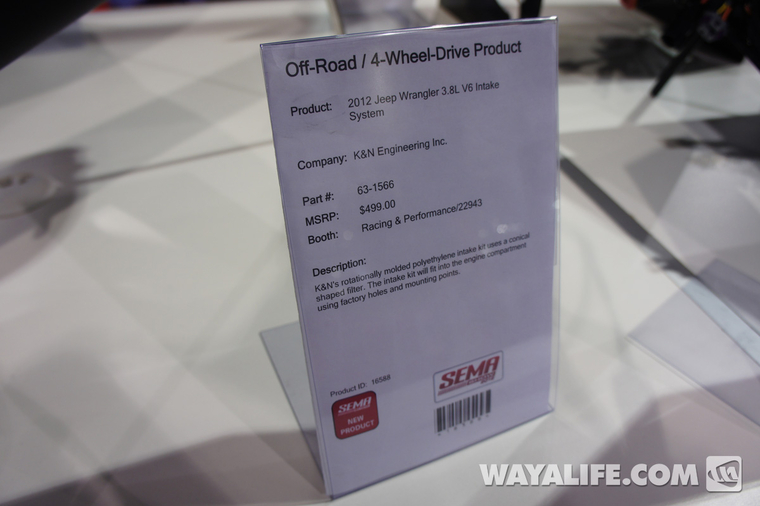 Off-Road / 4-Wheel-Drive Product
Product: 2012 Jeep Wrangler 3.8L V6 Intake
System
Company: K&N Engineering Inc.
Part #: 63-1566
MSRP: $499.00
Booth: Racing & Performance/22943
Description:
K&N's rotationally molded polyethylene intake kit uses a conical
shaped filter. The intake kit will fit into the engine compartment
using factory holes and mounting points.
Product ID: 16588
SEMA
NEW
PRODUCT
SEMA
WAYALIFE.COM